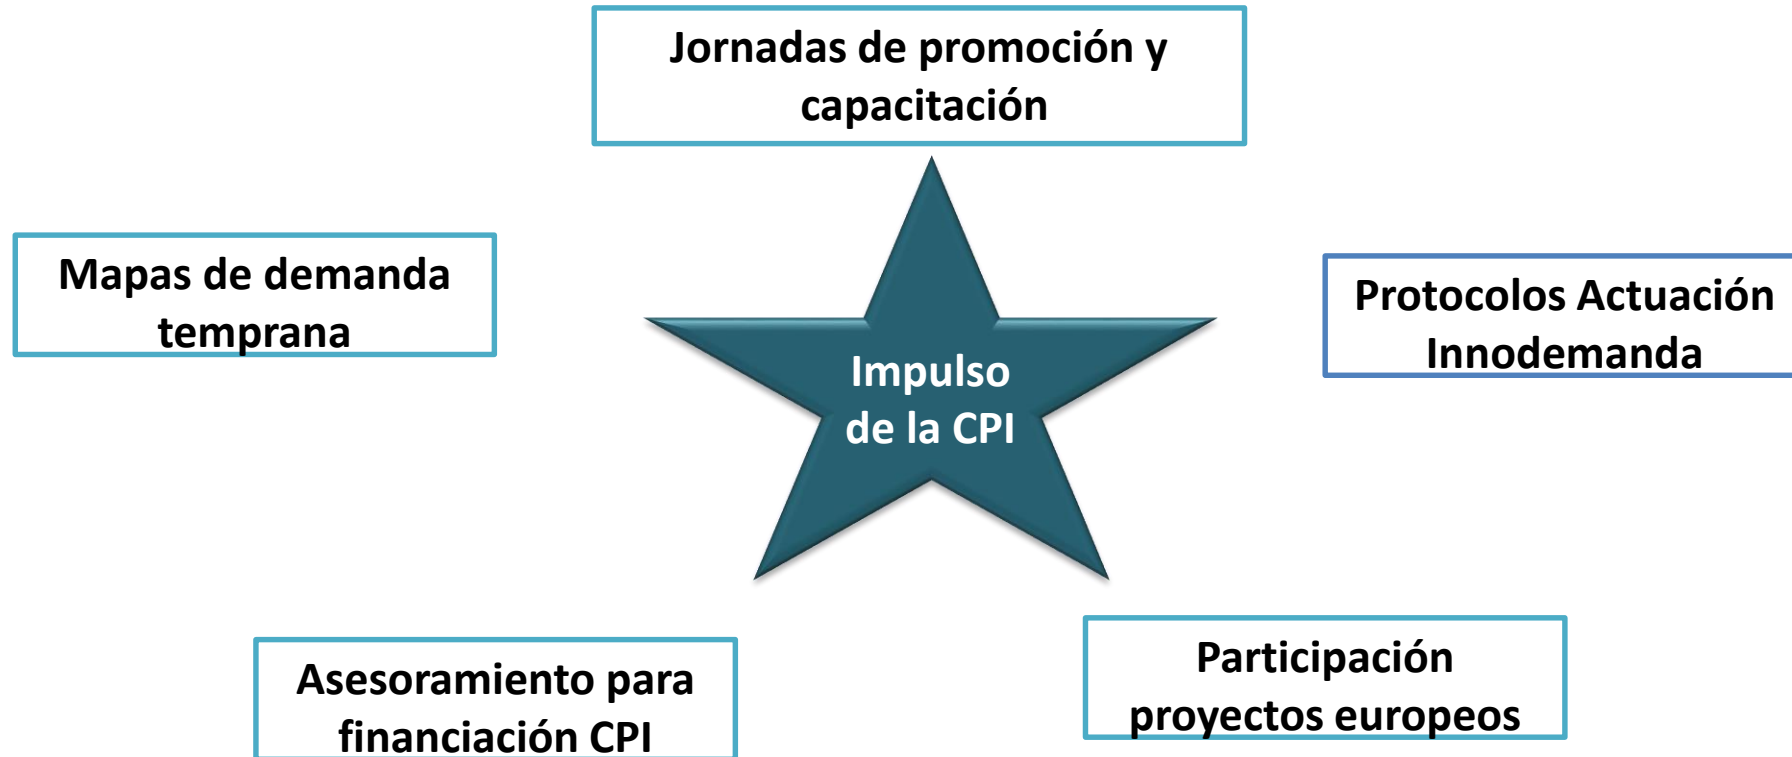 Jornadas de promoción y
capacitación
Mapas de demanda
temprana
Protocolos Actuación
Innodemanda
Impulso
de la CPI
Asesoramiento para
financiación CPI
Participación
proyectos europeos